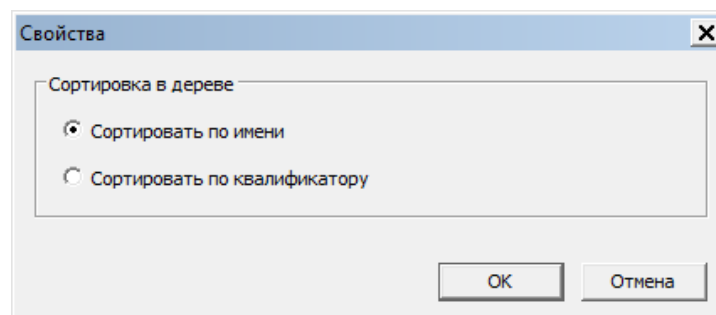 Свойства
Сортировка в дереве
Сортировать по имени
Сортировать по квалификатору
OK
Отмена